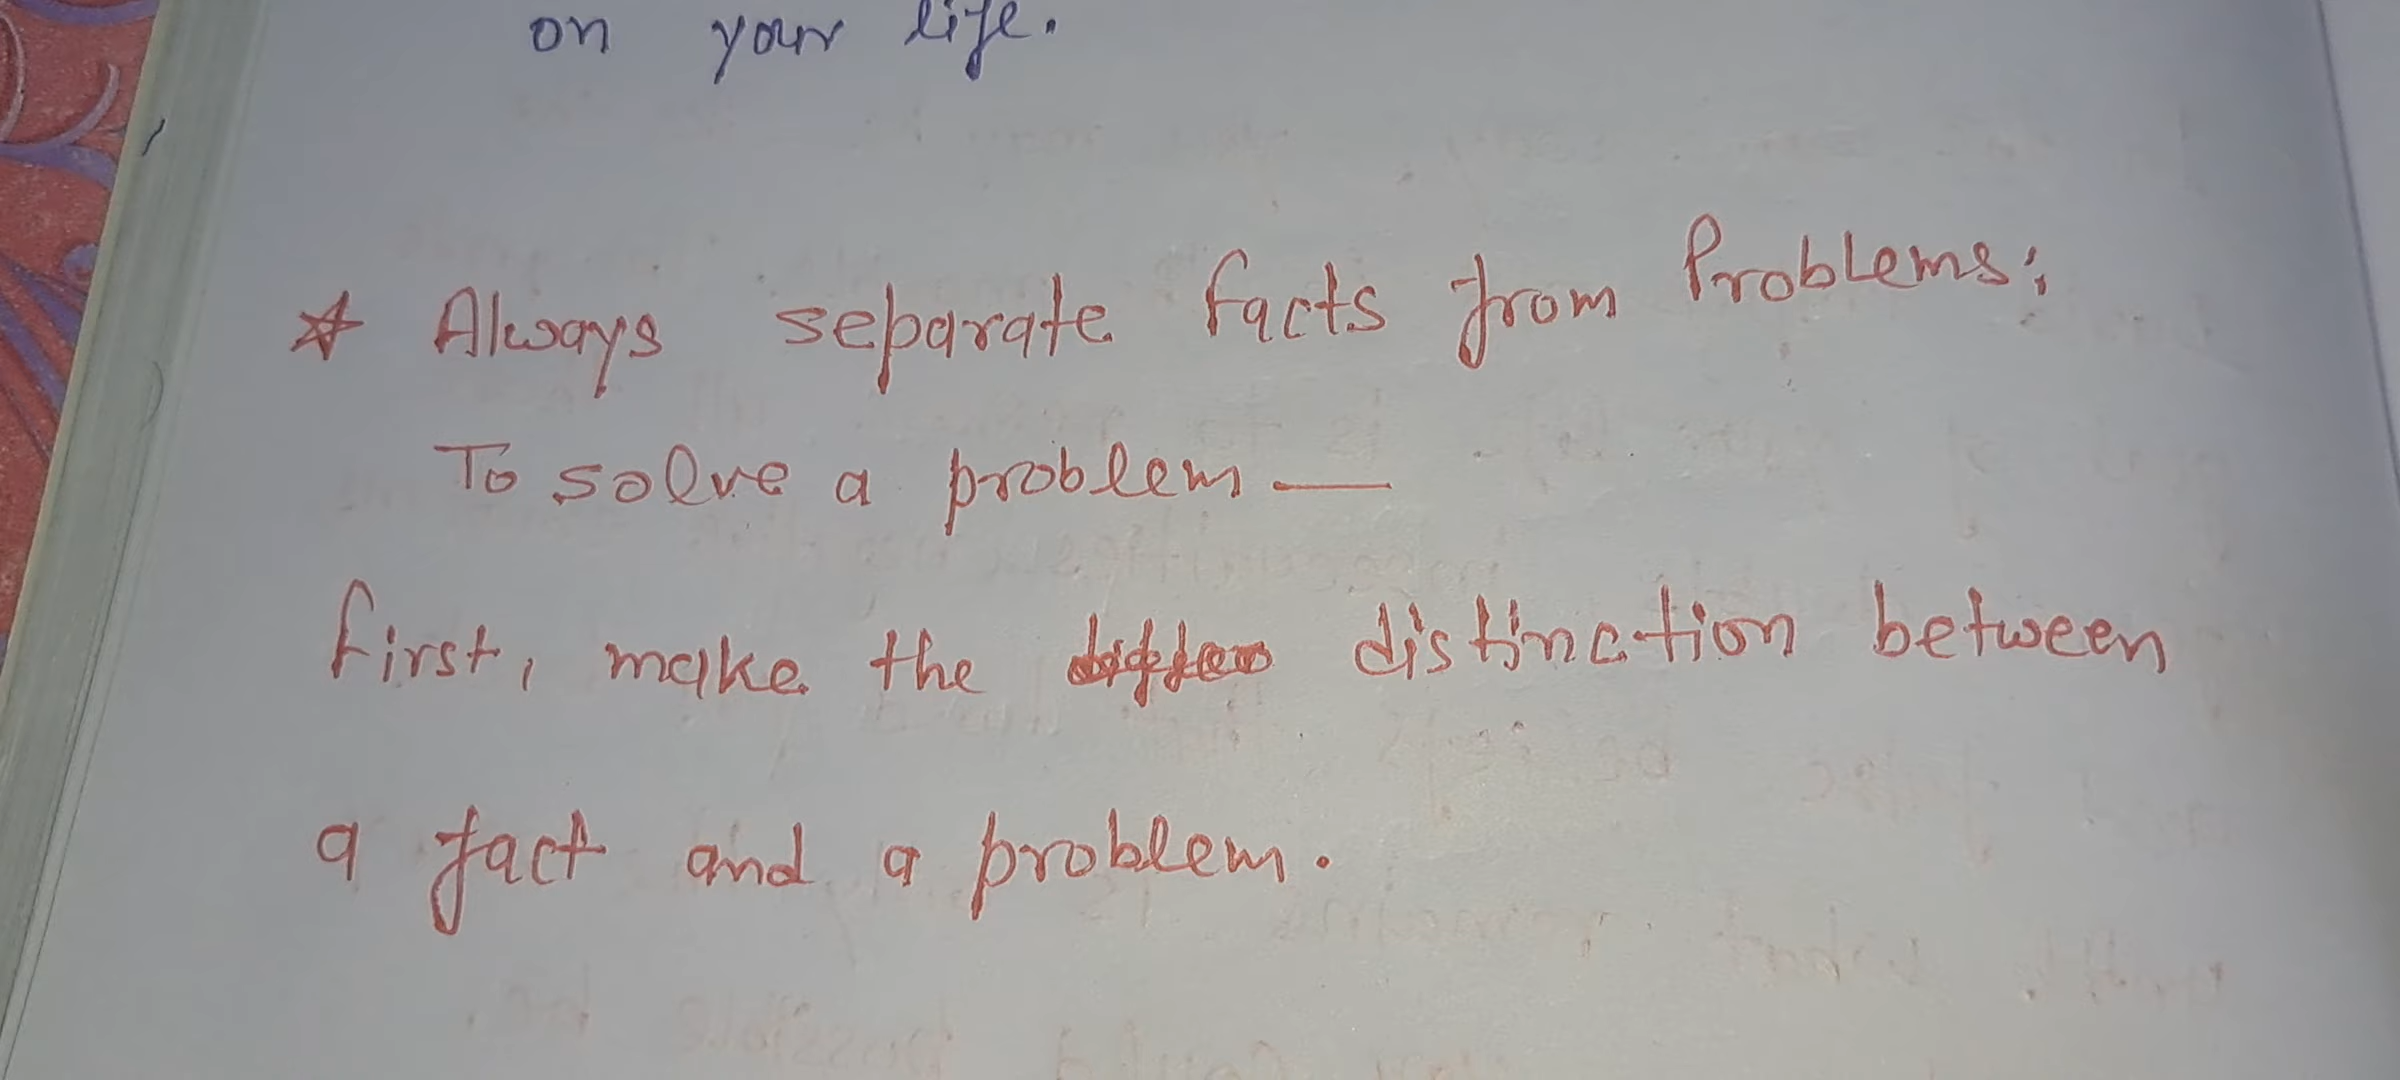 on your life.
☆ Always separate facts from Problems:
To solve a problem —
First, make the distinction between
a fact and a problem.